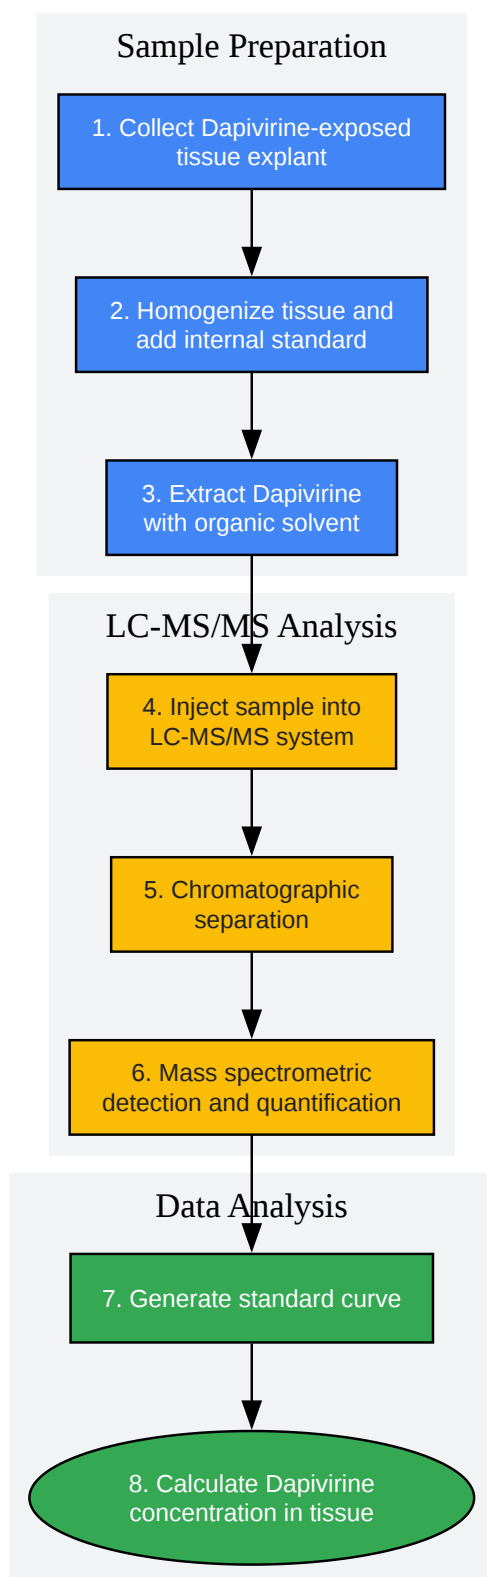 Sample Preparation
1. Collect Dapivirine-exposed
tissue explant
2. Homogenize tissue and
add internal standard
3. Extract Dapivirine
with organic solvent
LC-MS/MS Analysis
4. Inject sample into
LC-MS/MS system
5. Chromatographic
separation
6. Mass spectrometric
detection and quantification
Data Analysis
7. Generate standard curve
8. Calculate Dapivirine
concentration in tissue